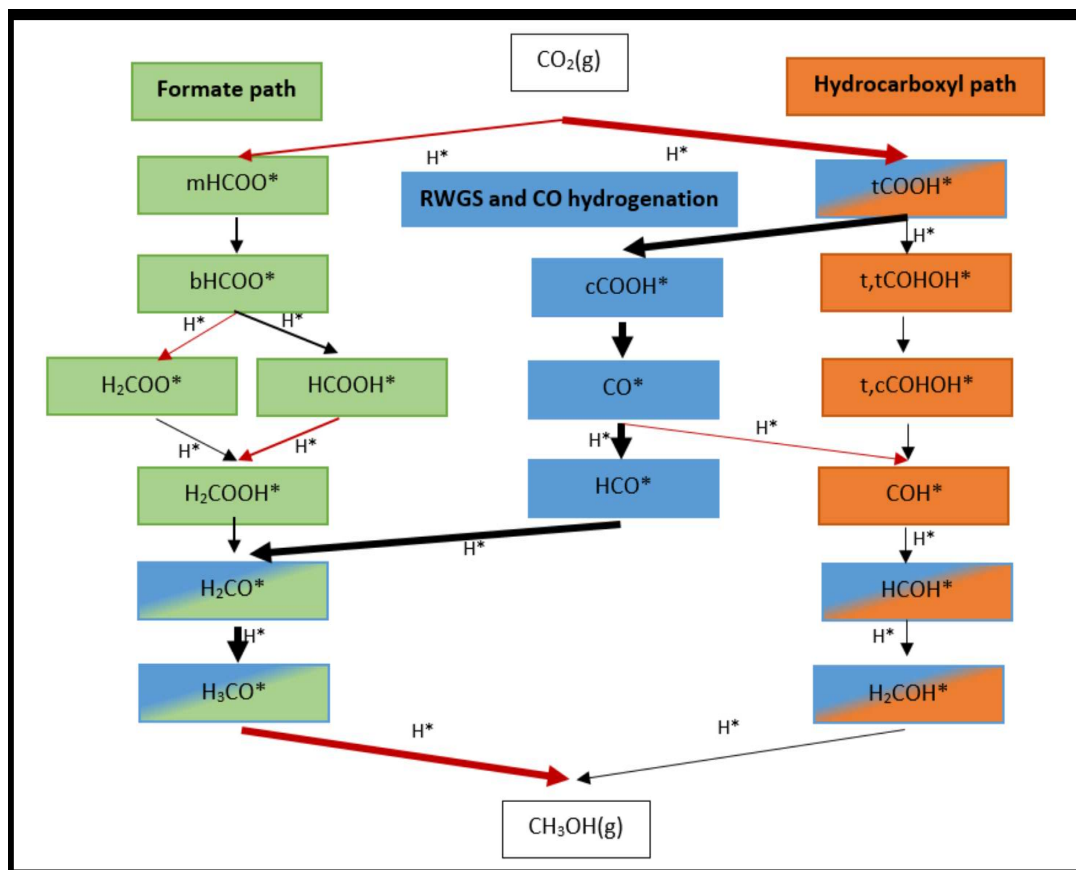 CO₂(g)
Formate path
Hydrocarboxyl path
H*
H*
mHCOO*
RWGS and CO hydrogenation
tCOOH*
H*
bHCOO*
cCOOH*
t,tCOHOH*
H*
H*
H₂COO*
HCOOH*
CO*
t,cCOHOH*
H*
H*
H*
H*
H₂COOH*
HCO*
COH*
H*
H*
H₂CO*
HCOH*
H*
H*
H₃CO*
H₂COH*
H*
H*
CH₃OH(g)